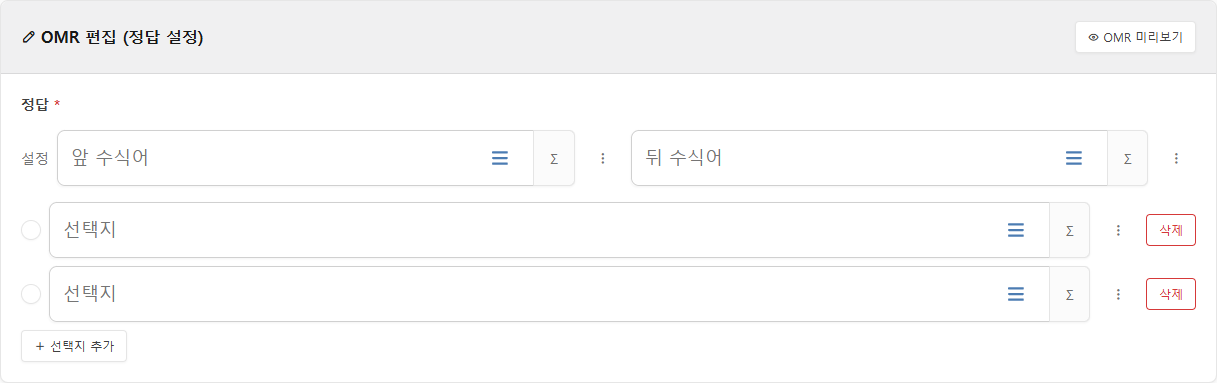 OMR 편집 (정답 설정)
OMR 미리보기
정답 *
설정 앞 수식어 Σ 뒤 수식어 Σ
선택지 Σ 삭제
선택지 Σ 삭제
+ 선택지 추가